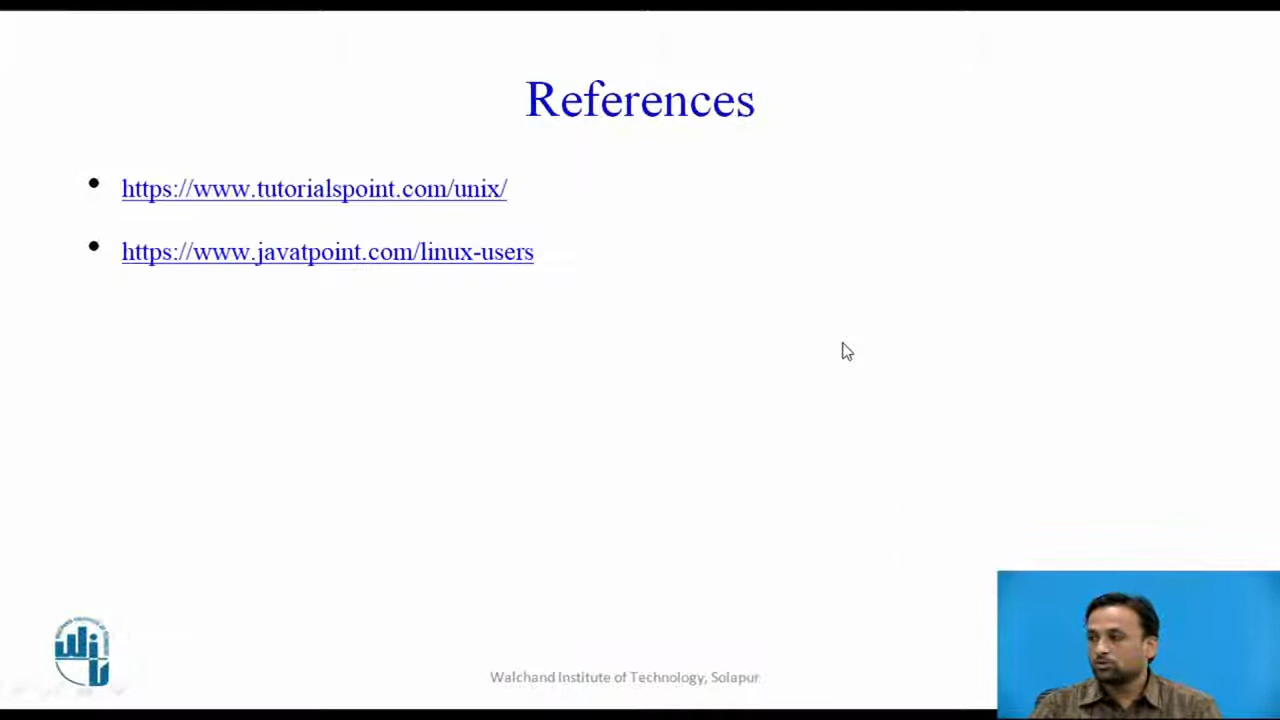 References
• https://www.tutorialspoint.com/unix/
• https://www.javatpoint.com/linux-users
Walchand Institute of Technology, Solapur